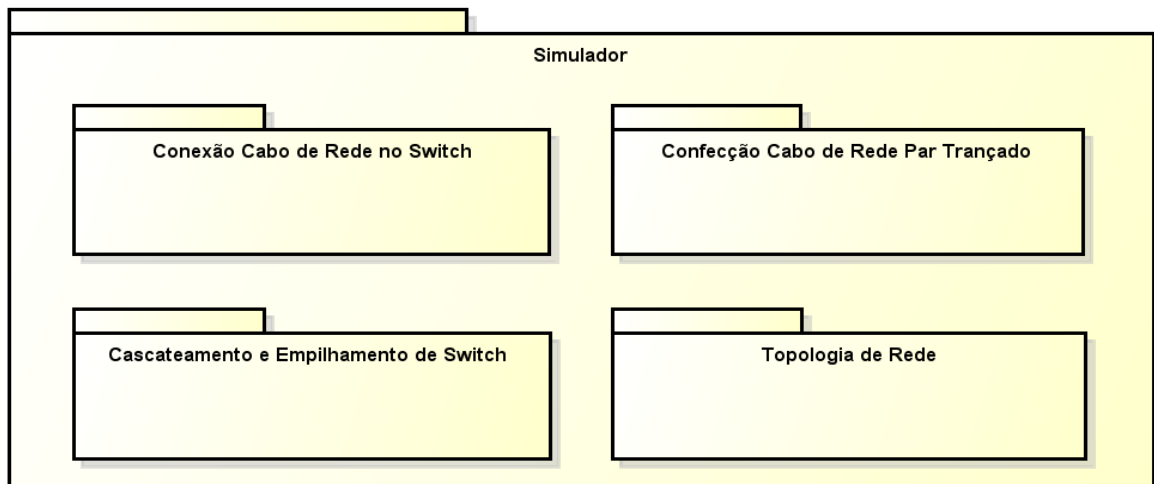 Simulador
Conexão Cabo de Rede no Switch
Confecção Cabo de Rede Par Trançado
Cascateamento e Empilhamento de Switch
Topologia de Rede